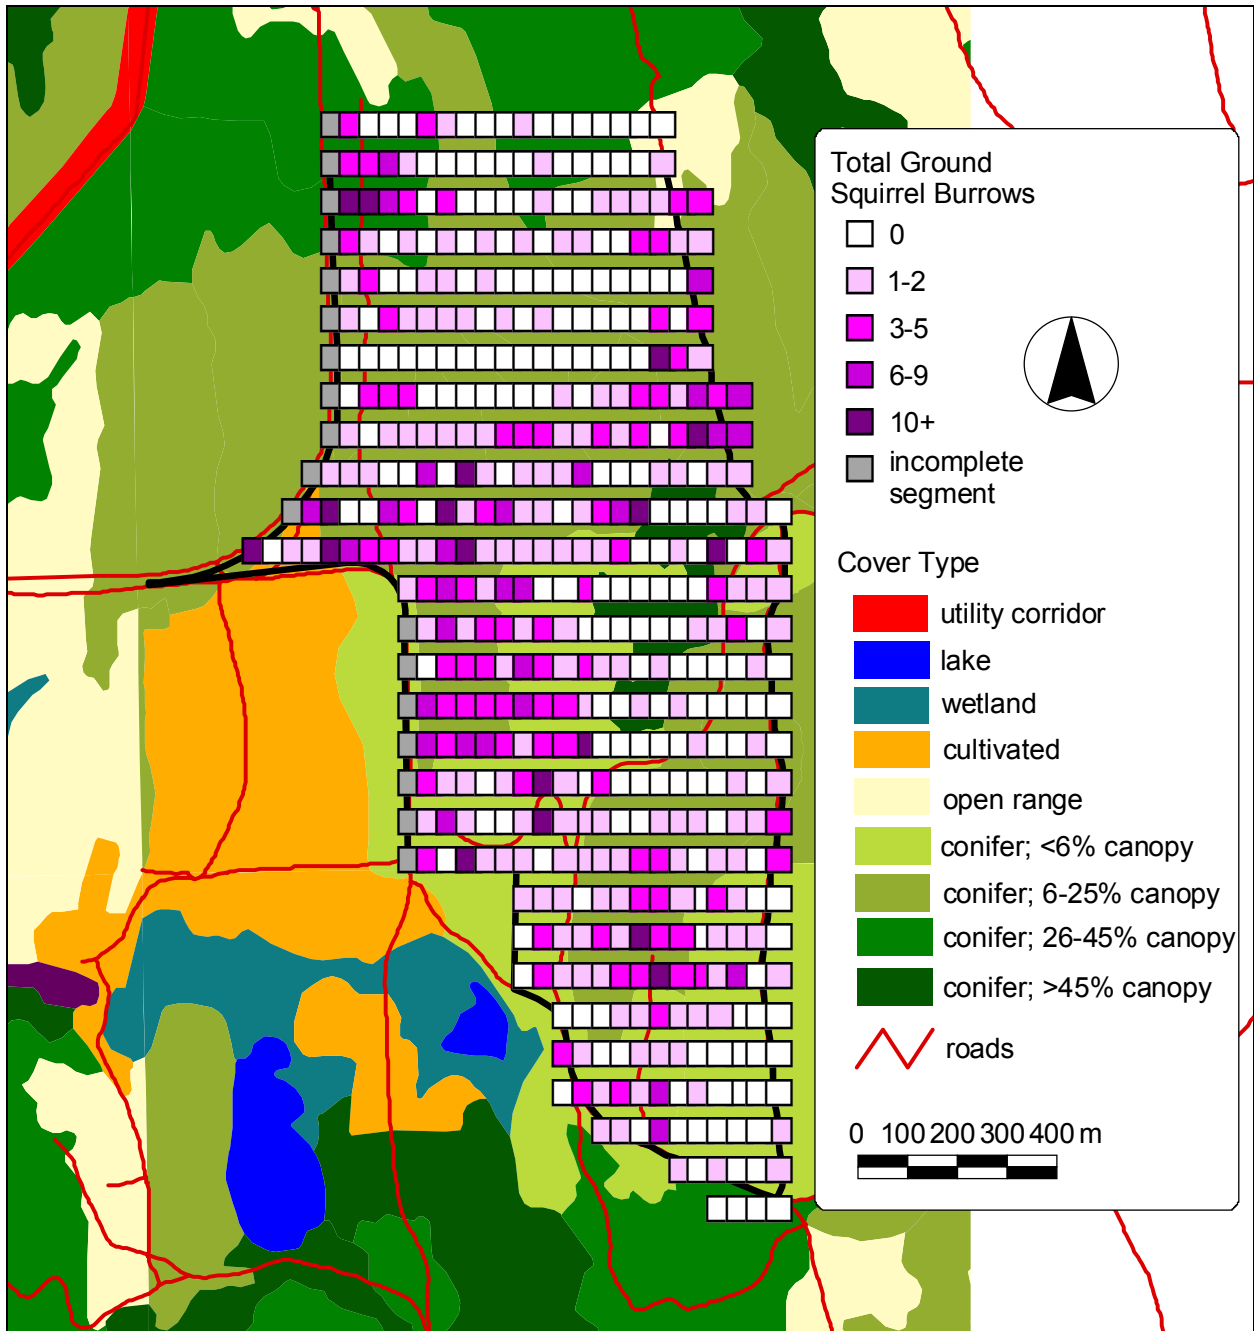 Total Ground
Squirrel Burrows
0
1-2
3-5
6-9
10+
incomplete
segment
Cover Type
utility corridor
lake
wetland
cultivated
open range
conifer; <6% canopy
conifer; 6-25% canopy
conifer; 26-45% canopy
conifer; >45% canopy
roads
0 100 200 300 400 m